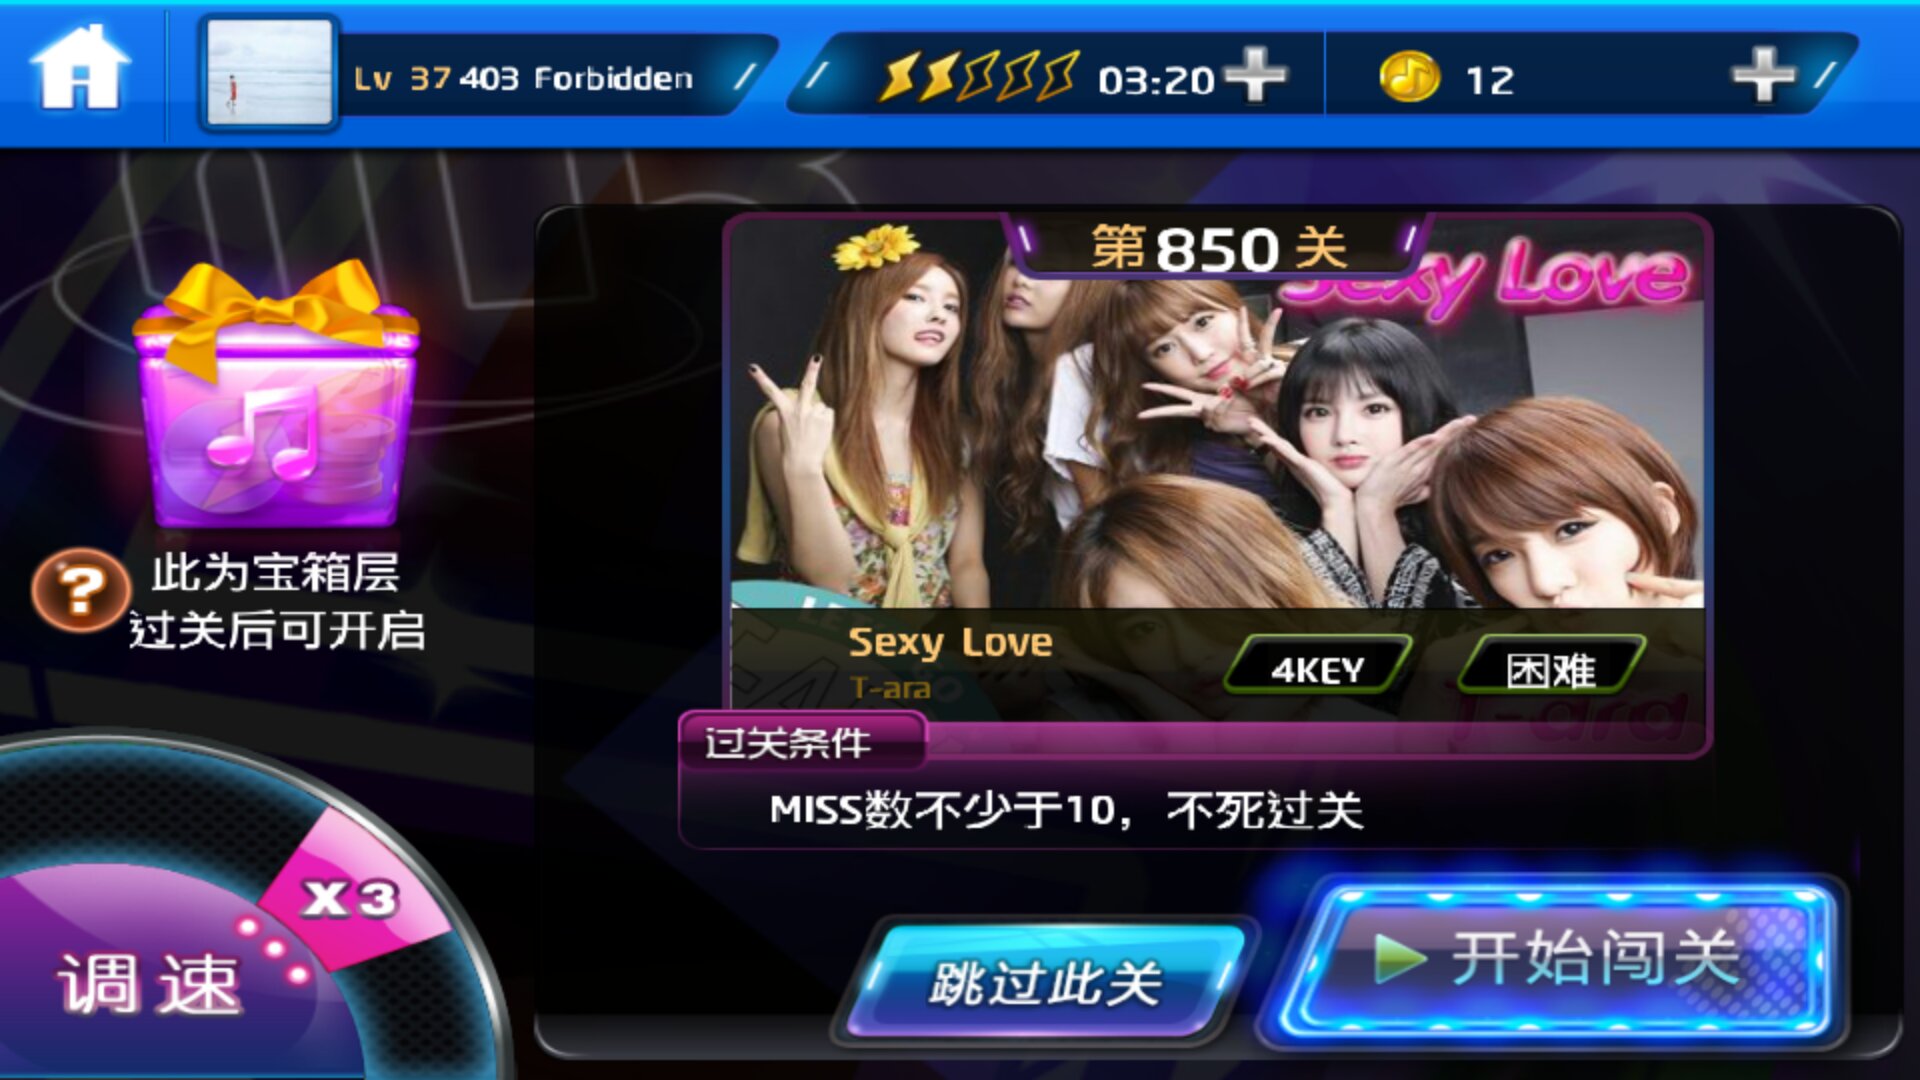 Lv 37 403 Forbidden
03:20
12
第850关
Sexy Love
此为宝箱层
过关后可开启
Sexy Love
T-ara
4KEY
困难
T-ara
过关条件
MISS数不少于10，不死过关
X3
调速
跳过此关
开始闯关